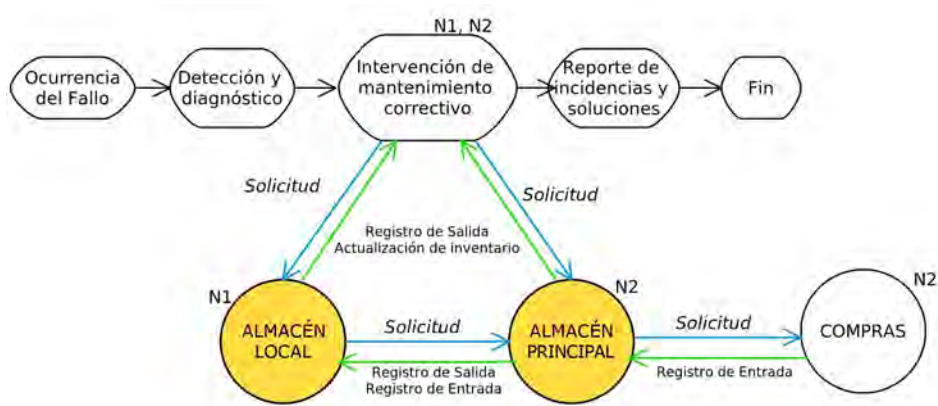 N1, N2
Ocurrencia
del Fallo
Detección y
diagnóstico
Intervención de
mantenimiento
correctivo
Reporte de
incidencias y
soluciones
Fin
Solicitud
Solicitud
Registro de Salida
Actualización de inventario
N1
ALMACÉN
LOCAL
Solicitud
Registro de Salida
Registro de Entrada
N2
ALMACÉN
PRINCIPAL
Solicitud
Registro de Entrada
N2
COMPRAS